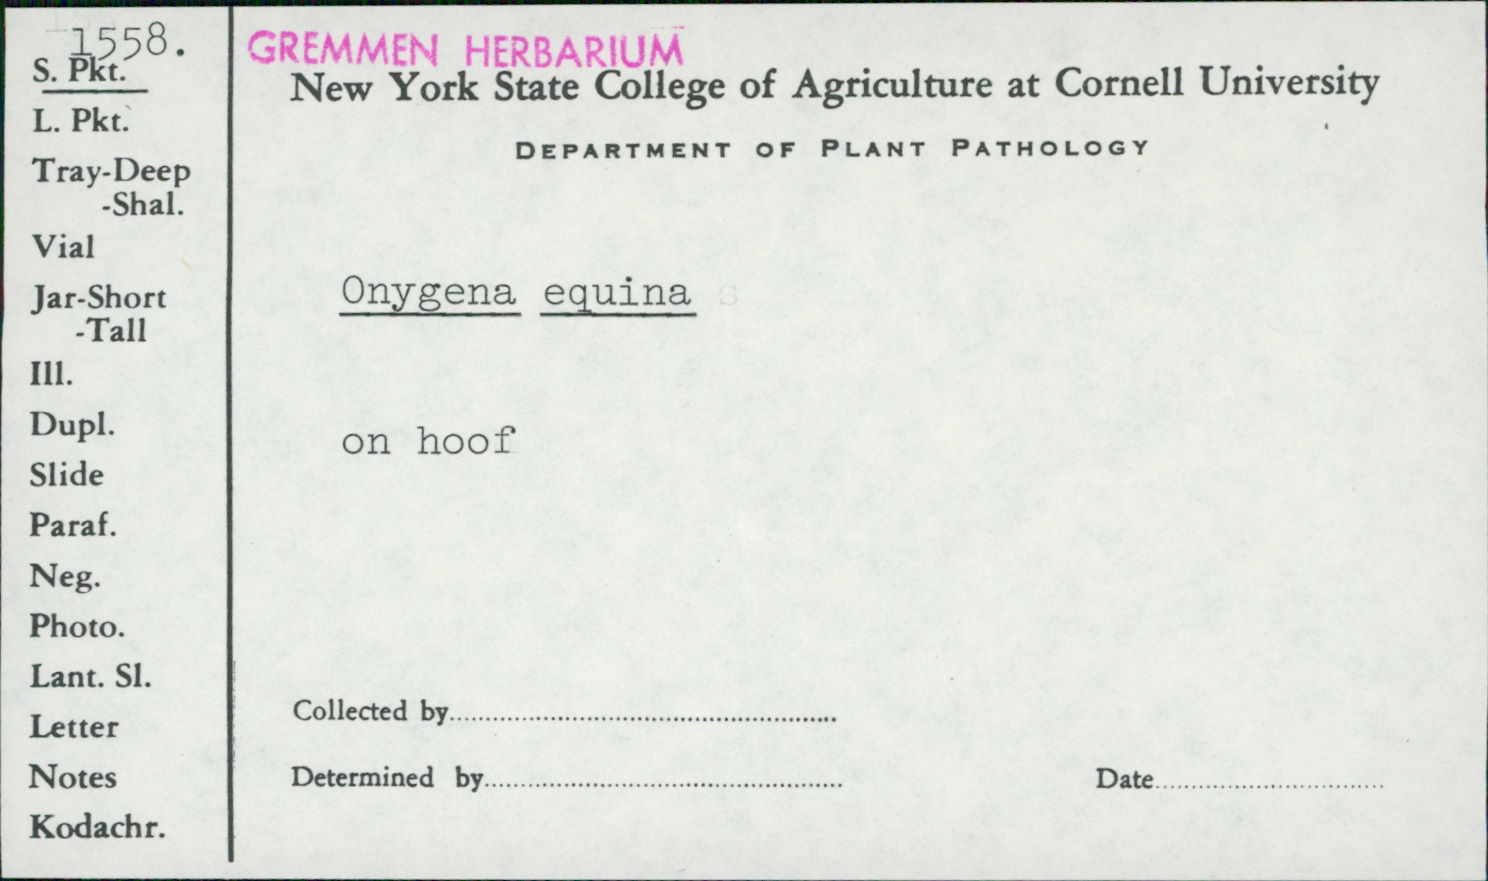 1558.
S. Pkt.
L. Pkt.
Tray-Deep
-Shal.
Vial
Jar-Short
-Tall
Ill.
Dupl.
Slide
Paraf.
Neg.
Photo.
Lant. Sl.
Letter
Notes
Kodachr.
GREMMEN HERBARIUM
New York State College of Agriculture at Cornell University
DEPARTMENT OF PLANT PATHOLOGY
Onygena equina
on hoof
Collected by
Determined by
Date